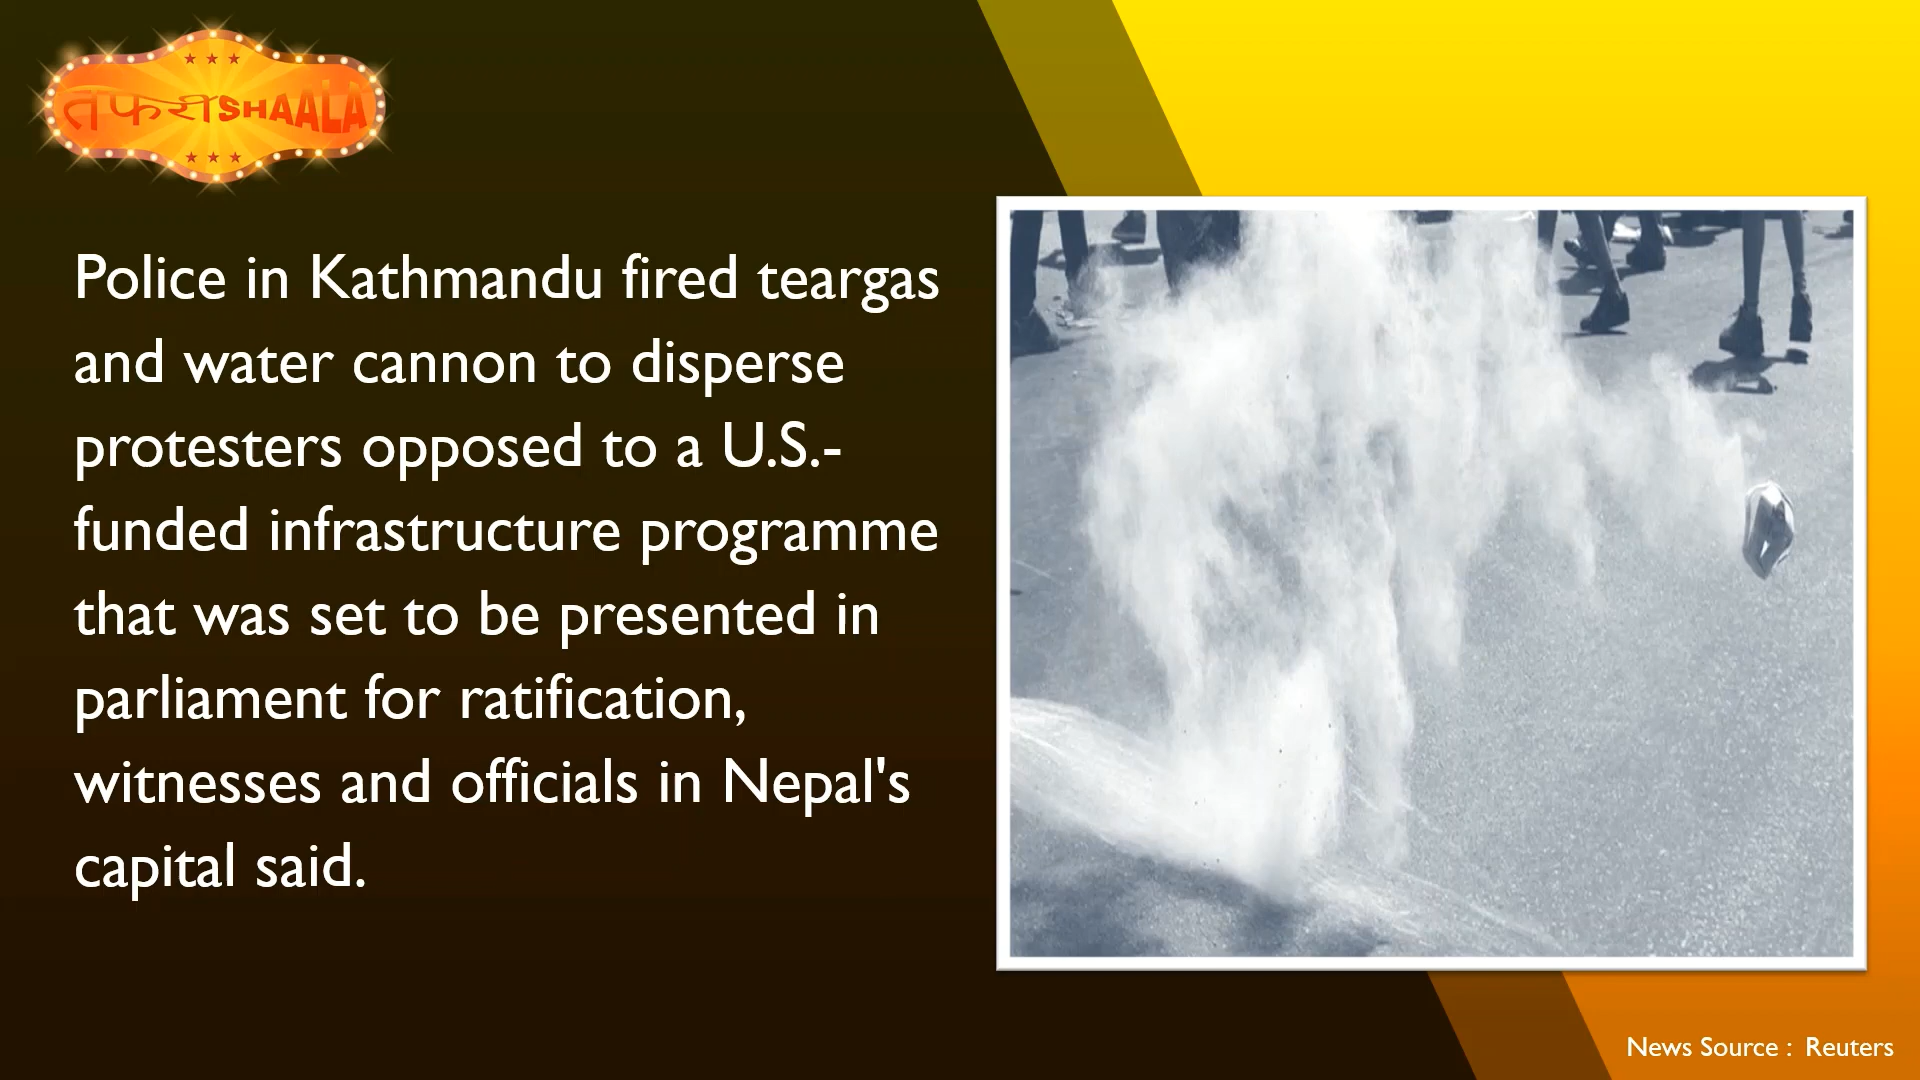 तफरीSHAALA
Police in Kathmandu fired teargas
and water cannon to disperse
protesters opposed to a U.S.-
funded infrastructure programme
that was set to be presented in
parliament for ratification,
witnesses and officials in Nepal's
capital said.
News Source : Reuters